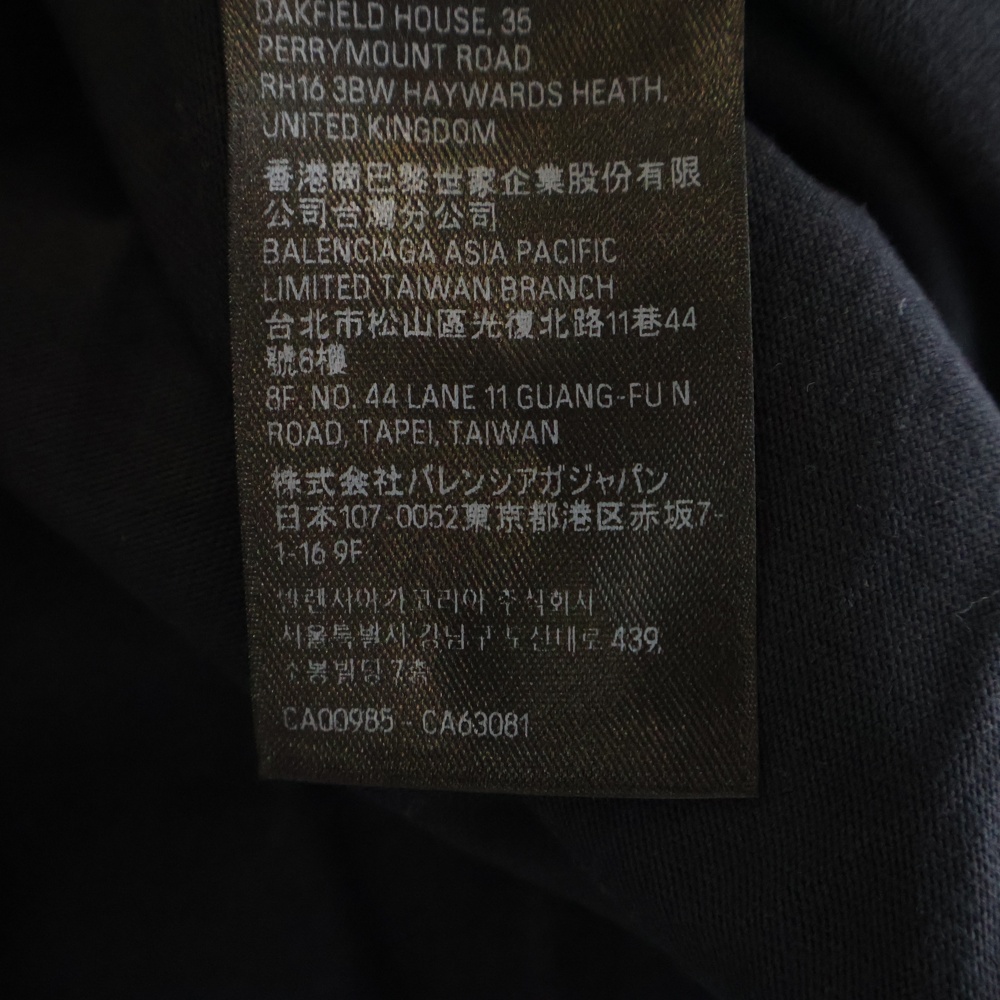 OAKFIELD HOUSE, 35
PERRYMOUNT ROAD
RH16 3BW HAYWARDS HEATH,
UNITED KINGDOM
香港商巴黎世家企業股份有限
公司台灣分公司
BALENCIAGA ASIA PACIFIC
LIMITED TAIWAN BRANCH
台北市松山區光復北路11巷44
號8樓
8F. NO. 44 LANE 11 GUANG-FU N
ROAD, TAPEI, TAIWAN
株式会社バレンシアガジャパン
日本107-0052東京都港区赤坂7-
1-16 9F
발렌시아가코리아 주식회사
서울특별시 강남구 도산대로 439,
소봉빌딩 7층
CA00985 - CA63081